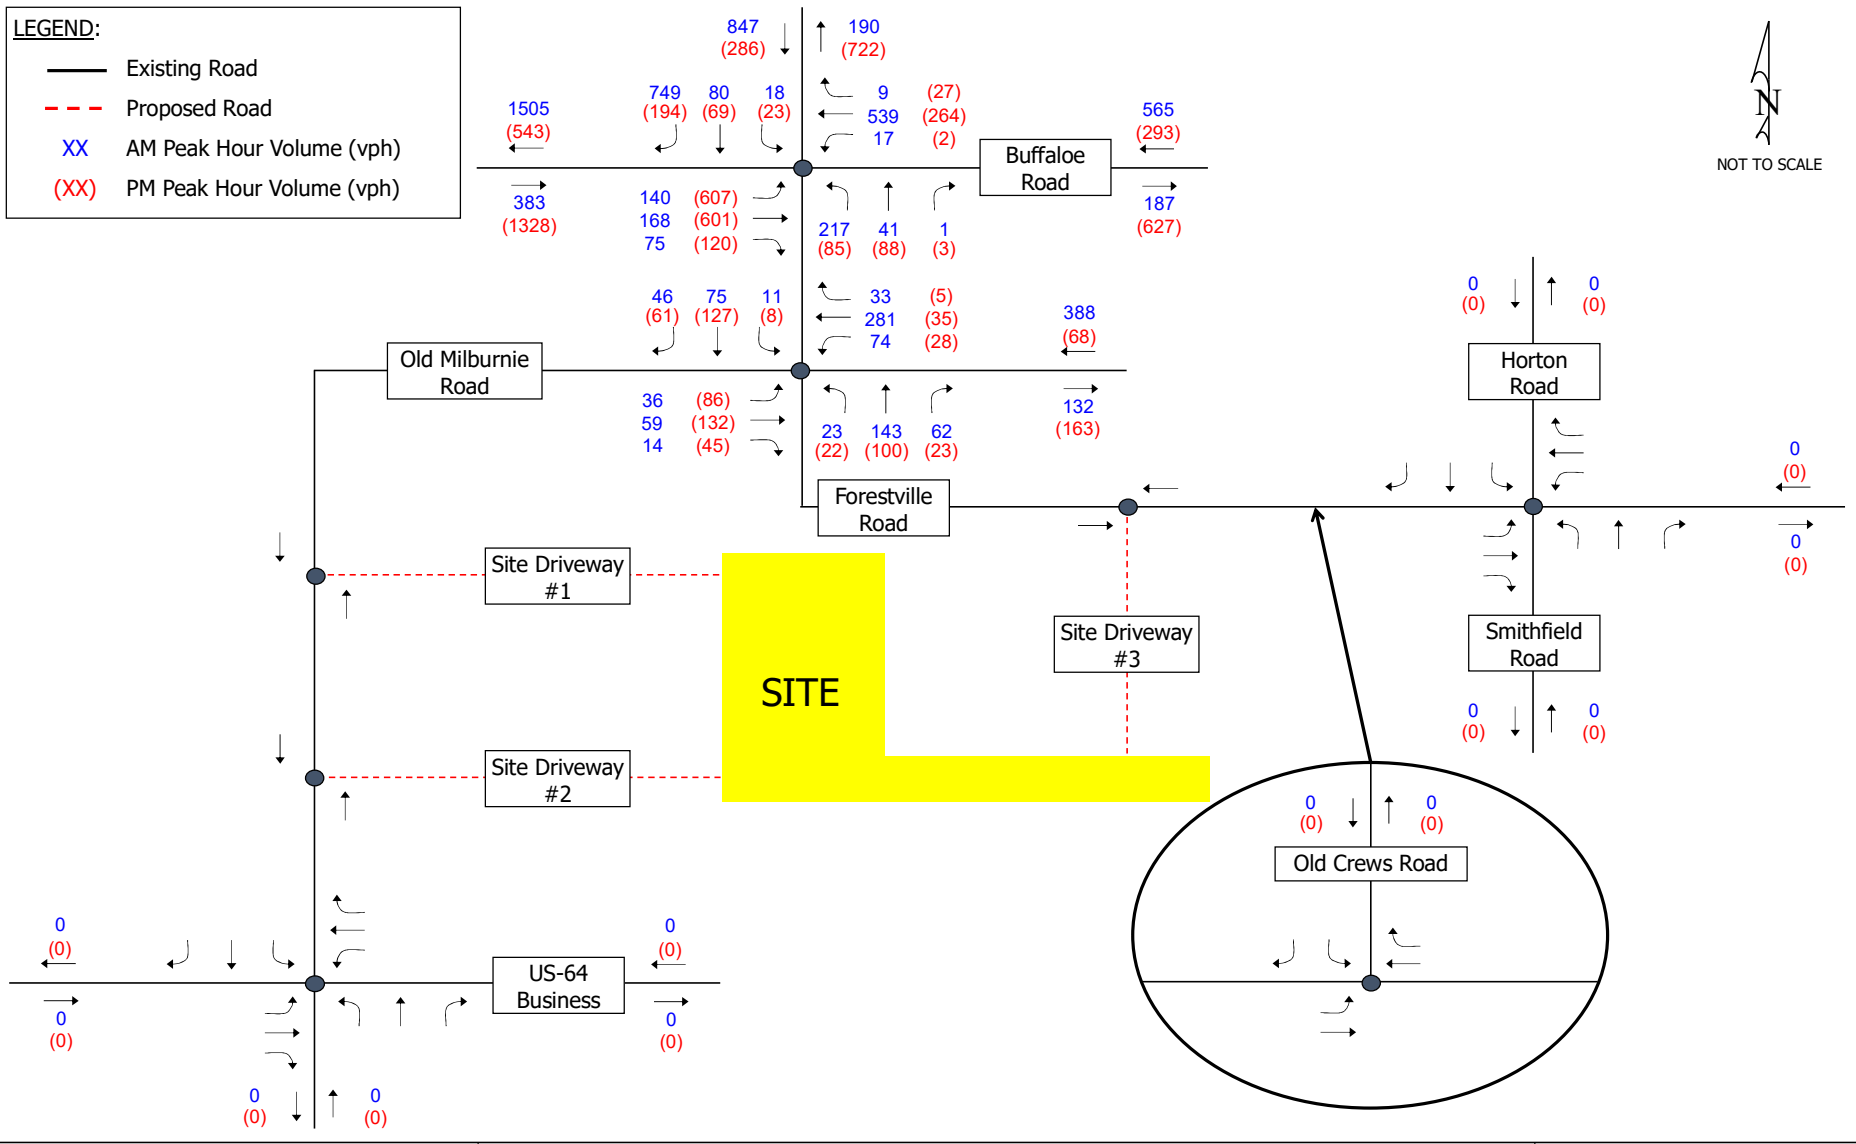 LEGEND:
Existing Road
Proposed Road
XX AM Peak Hour Volume (vph)
(XX) PM Peak Hour Volume (vph)
847 190
(286) (722)
749 80 18 9 (27)
(194) (69) (23) 539 (264)
17 (2)
1505
(543)
565
(293)
Buffaloe
Road
N
NOT TO SCALE
383
(1328)
140 (607)
168 (601)
75 (120)
217 41 1
(85) (88) (3)
187
(627)
46 75 11 33 (5)
(61) (127) (8) 281 (35)
74 (28)
388
(68)
Old Milburnie
Road
36 (86)
59 (132)
14 (45)
23 143 62
(22) (100) (23)
132
(163)
0 0
(0) (0)
Horton
Road
0
(0)
Forestville
Road
0
(0)
Site Driveway
#1
Site Driveway
#3
Smithfield
Road
SITE
0 0
(0) (0)
Site Driveway
#2
0 0
(0) (0)
Old Crews Road
0
(0)
0
(0)
US-64
Business
0
(0)
0
(0)
0 0
(0) (0)